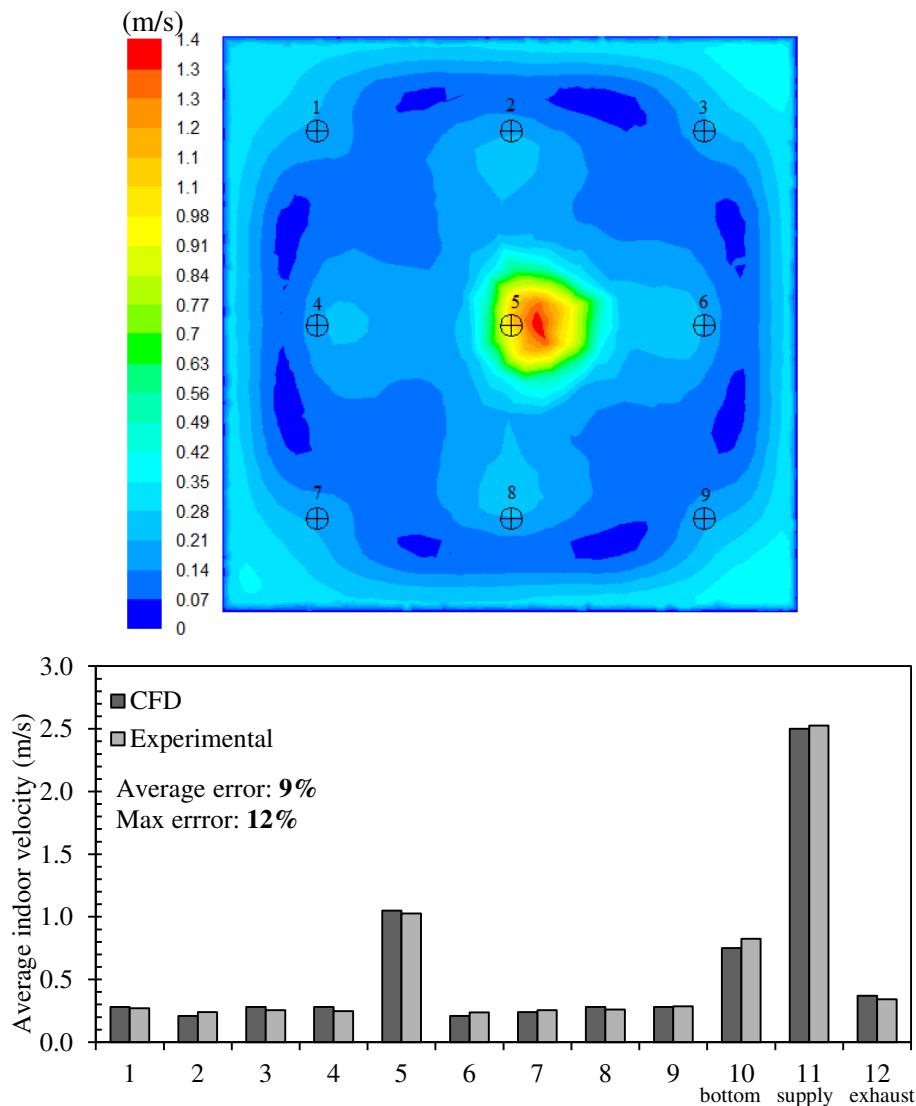 (m/s)
1.4
1.3
1.3
1.2
1.1
1.1
0.98
0.91
0.84
0.77
0.7
0.63
0.56
0.49
0.42
0.35
0.28
0.21
0.14
0.07
0
1 2 3
4 5 6
7 8 9
Average indoor velocity (m/s)
3.0
2.5
2.0
1.5
1.0
0.5
0.0
CFD
Experimental
Average error: 9%
Max errror: 12%
1 2 3 4 5 6 7 8 9 10 11 12
bottom supply exhaust